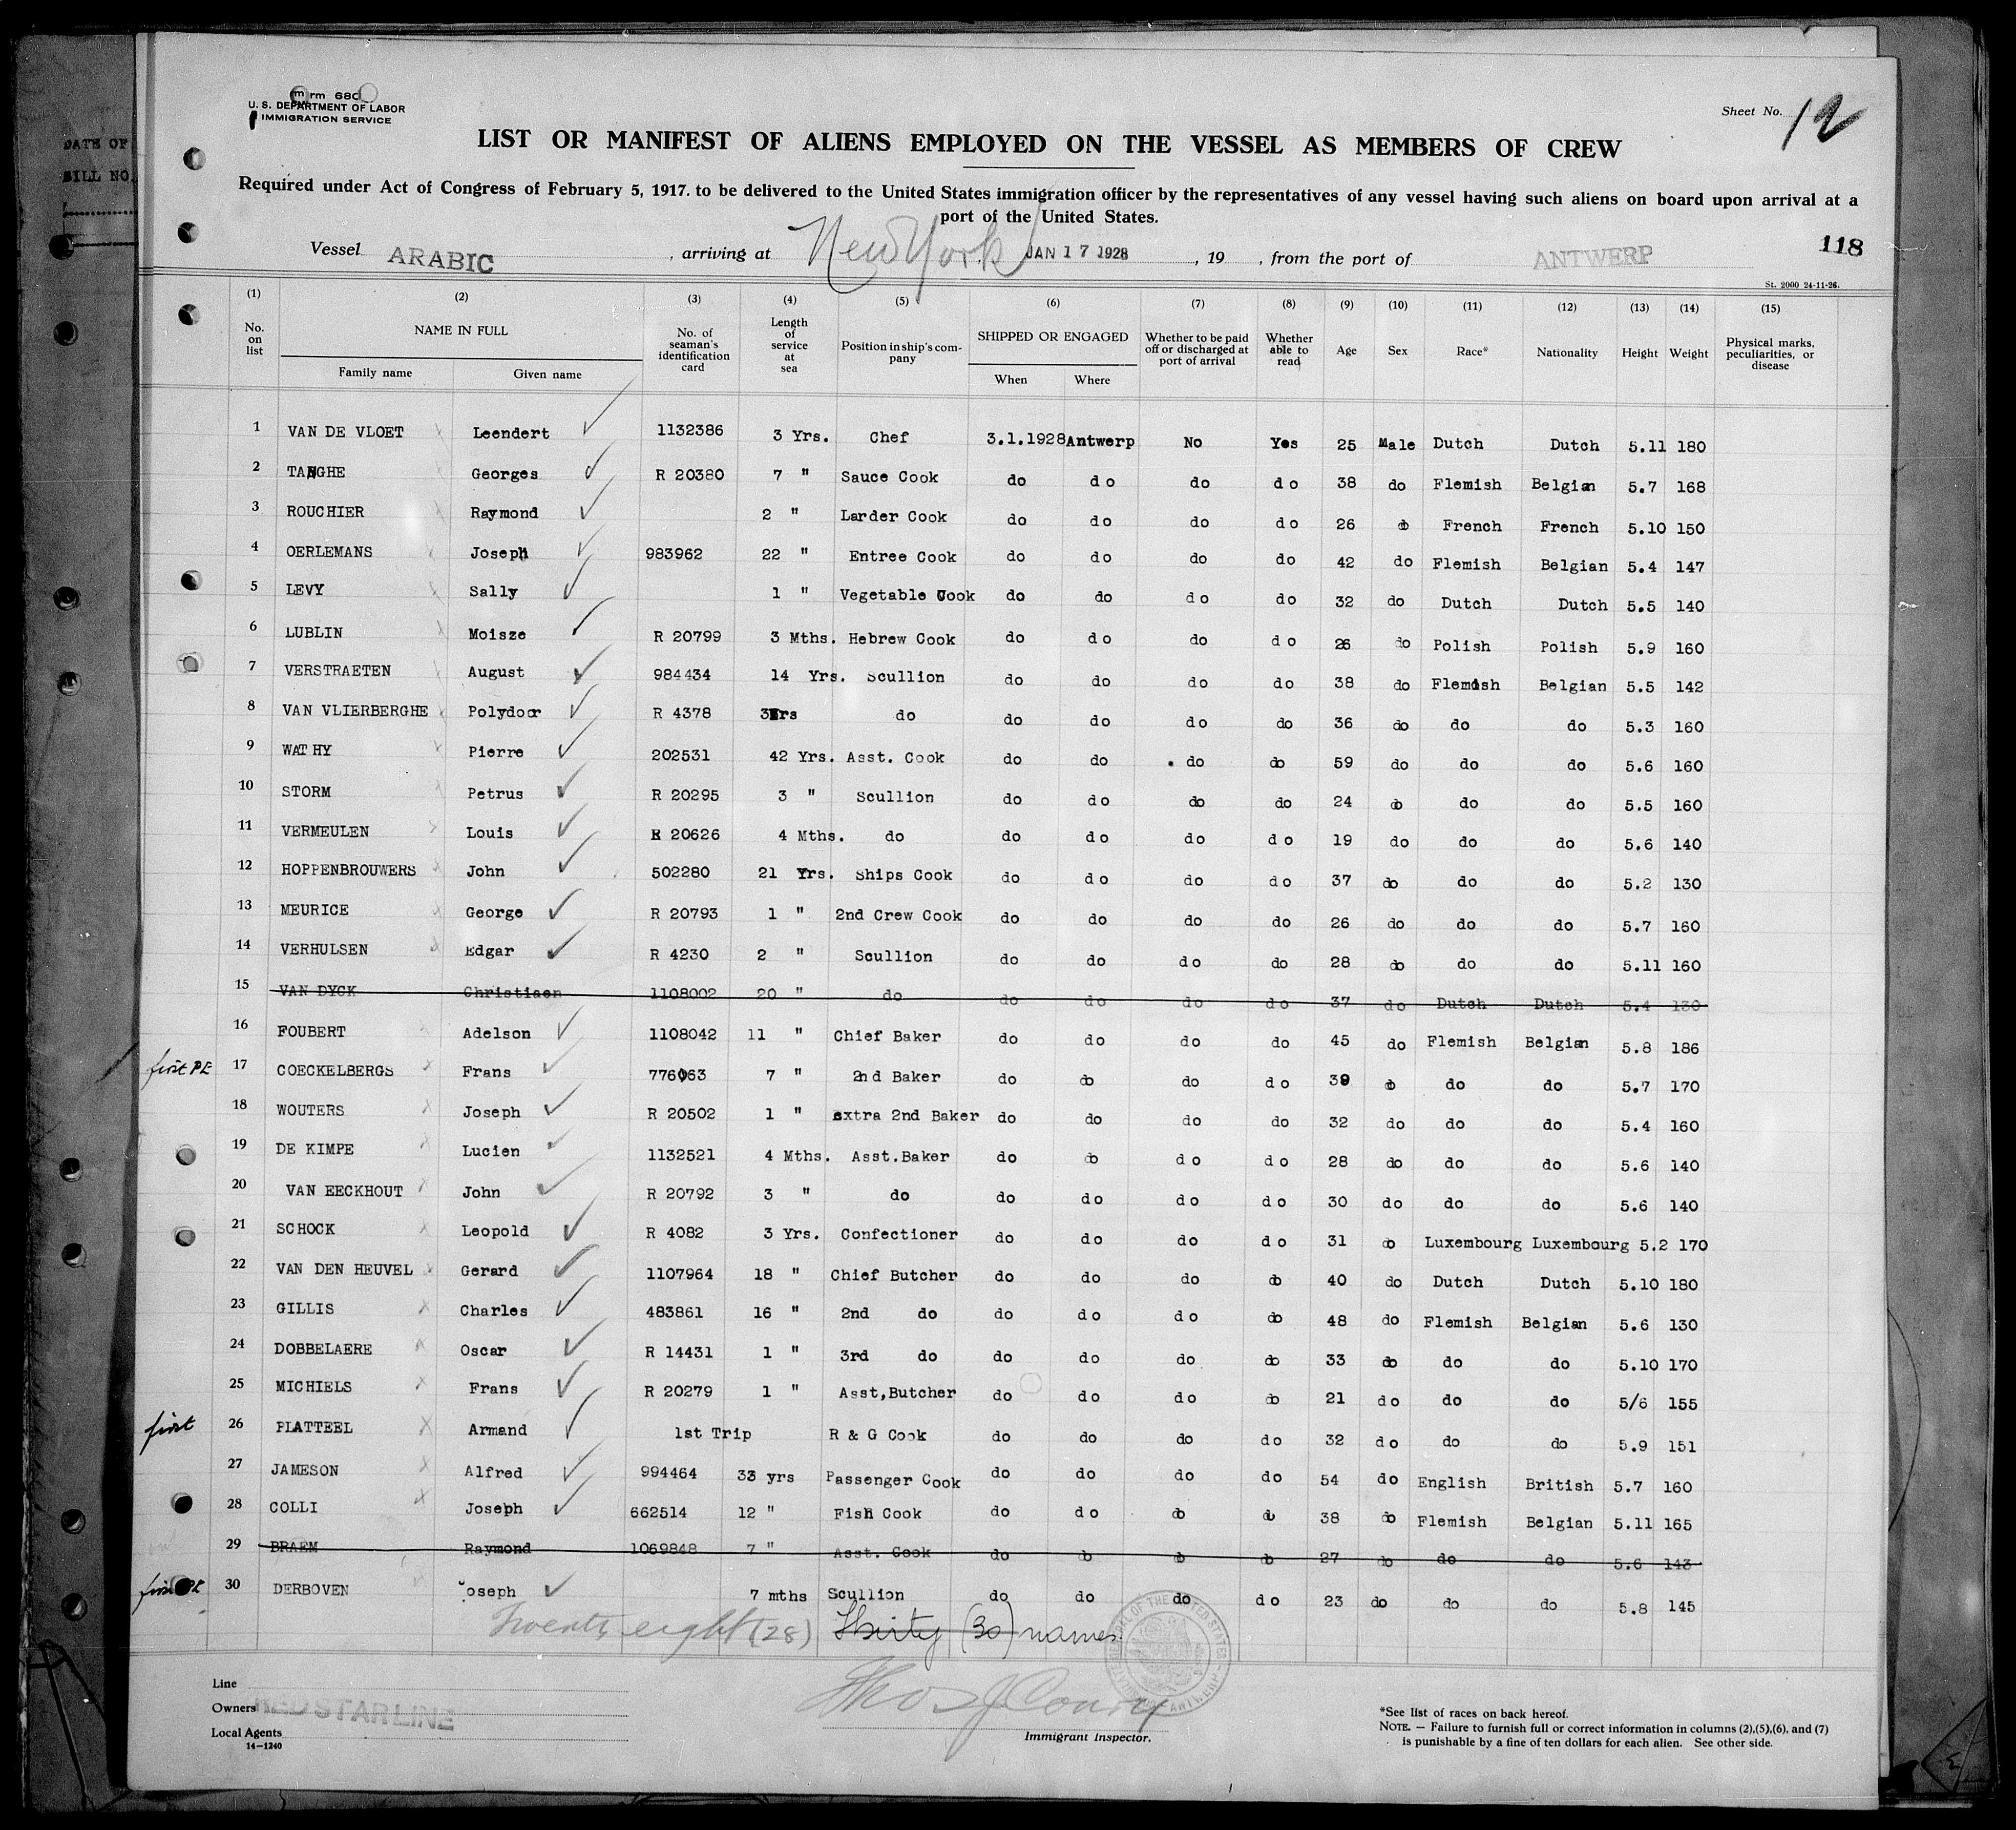 DATE OF
BILL NO.
rm 680
U. S. DEPARTMENT OF LABOR
IMMIGRATION SERVICE
Sheet No. 12
LIST OR MANIFEST OF ALIENS EMPLOYED ON THE VESSEL AS MEMBERS OF CREW
Required under Act of Congress of February 5, 1917. to be delivered to the United States immigration officer by the representatives of any vessel having such aliens on board upon arrival at a
port of the United States.
118
Vessel ARABIC , arriving at New York JAN 17 1928 , 19 , from the port of ANTWERP
St. 2000 24-11-26.
(1) (2) (3) (4) (5) (6) (7) (8) (9) (10) (11) (12) (13) (14) (15)
No. on list NAME IN FULL Family name Given name No. of seaman's identification card Length of service at sea Position in ship's company SHIPPED OR ENGAGED When Where Whether to be paid off or discharged at port of arrival Whether able to read Age Sex Race* Nationality Height Weight Physical marks, peculiarities, or disease
1 VAN DE VLOET Leendert 1132386 3 Yrs. Chef 3.1.1928 Antwerp No Yes 25 Male Dutch Dutch 5.11 180
2 TANGHE Georges R 20380 7 " Sauce Cook do do do do 38 do Flemish Belgian 5.7 168
3 ROUCHIER Raymond 2 " Larder Cook do do do do 26 do French French 5.10 150
4 OERLEMANS Joseph 983962 22 " Entree Cook do do do do 42 do Flemish Belgian 5.4 147
5 LEVY Sally 1 " Vegetable Cook do do do do 32 do Dutch Dutch 5.5 140
6 LUBLIN Moisze R 20799 3 Mths. Hebrew Cook do do do do 26 do Polish Polish 5.9 160
7 VERSTRAETEN August 984434 14 Yrs. Scullion do do do do 38 do Flemish Belgian 5.5 142
8 VAN VLIERBERGHE Polydoor R 4378 3Yrs do do do do do 36 do do do 5.3 160
9 WATHY Pierre 202531 42 Yrs. Asst. Cook do do do do 59 do do do 5.6 160
10 STORM Petrus R 20295 3 " Scullion do do do do 24 do do do 5.5 160
11 VERMEULEN Louis R 20626 4 Mths. do do do do do 19 do do do 5.6 140
12 HOPPENBROUWERS John 502280 21 Yrs. Ships Cook do do do do 37 do do do 5.2 130
13 MEURICE George R 20793 1 " 2nd Crew Cook do do do do 26 do do do 5.7 160
14 VERHULSEN Edgar R 4230 2 " Scullion do do do do 28 do do do 5.11 160
15 VAN DYCK Christiaen 1108002 20 " do do do do do 37 do Dutch Dutch 5.4 130
16 FOUBERT Adelson 1108042 11 " Chief Baker do do do do 45 do Flemish Belgian 5.8 186
first PE 17 COECKELBERGS Frans 776063 7 " 2nd Baker do do do do 39 do do do 5.7 170
18 WOUTERS Joseph R 20502 1 " extra 2nd Baker do do do do 32 do do do 5.4 160
19 DE KIMPE Lucien 1132521 4 Mths. Asst.Baker do do do do 28 do do do 5.6 140
20 VAN EECKHOUT John R 20792 3 " do do do do do 30 do do do 5.6 140
21 SCHOCK Leopold R 4082 3 Yrs. Confectioner do do do do 31 do Luxembourg Luxembourg 5.2 170
22 VAN DEN HEUVEL Gerard 1107964 18 " Chief Butcher do do do do 40 do Dutch Dutch 5.10 180
23 GILLIS Charles 483861 16 " 2nd do do do do do 48 do Flemish Belgian 5.6 130
24 DOBBELAERE Oscar R 14431 1 " 3rd do do do do do 33 do do do 5.10 170
25 MICHIELS Frans R 20279 1 " Asst,Butcher do do do do 21 do do do 5/6 155
first 26 PLATTEEL Armand 1st Trip R & G Cook do do do do 32 do do do 5.9 151
27 JAMESON Alfred 994464 33 yrs Passenger Cook do do do do 54 do English British 5.7 160
28 COLLI Joseph 662514 12 " Fish Cook do do do do 38 do Flemish Belgian 5.11 165
29 BRAEM Raymond 1069848 7 " Asst. Cook do do do do 27 do do do 5.6 143
first PE 30 DERBOVEN Joseph 7 mths Scullion do do do do 23 do do do 5.8 145
Twenty eight (28) Thirty (30) names
Line
Owners RED STAR LINE
Local Agents
14-1240
Thos J Conry
Immigrant Inspector.
*See list of races on back hereof.
NOTE. — Failure to furnish full or correct information in columns (2),(5),(6), and (7)
is punishable by a fine of ten dollars for each alien. See other side.